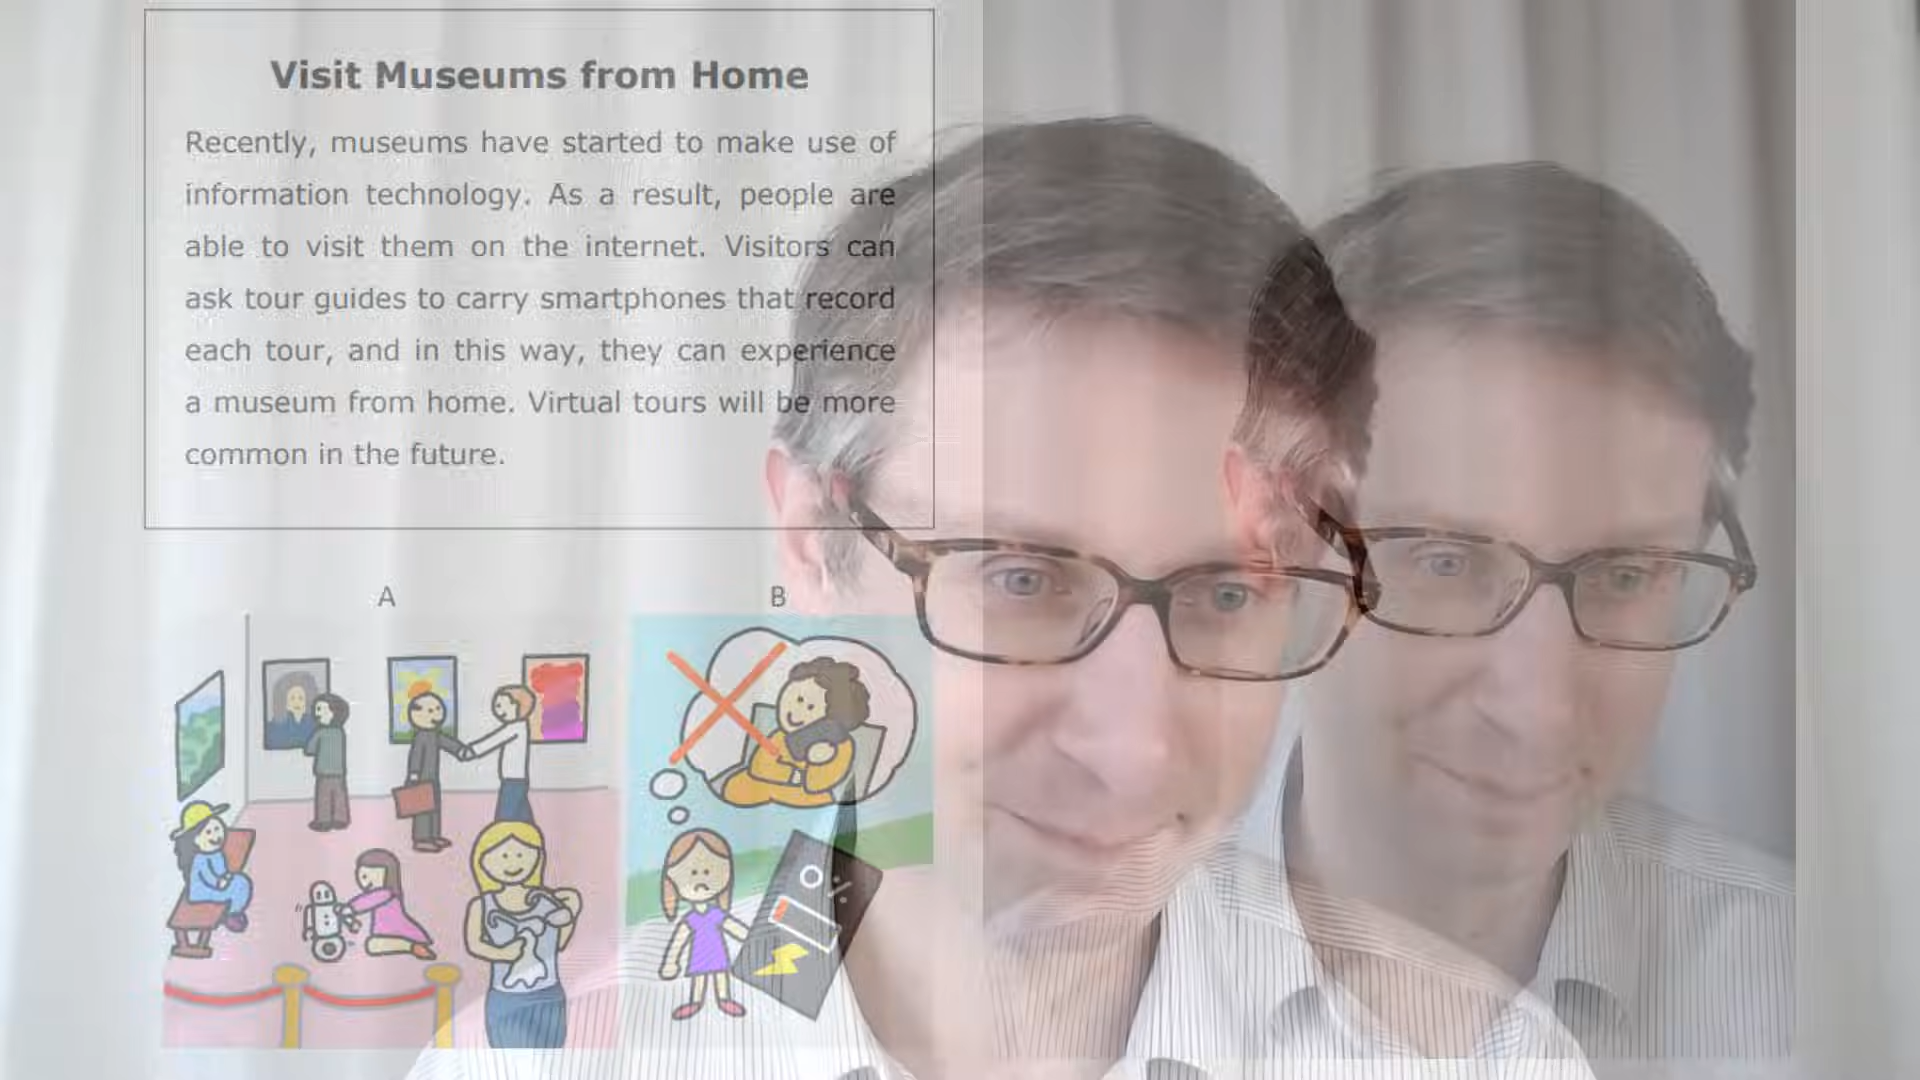 Visit Museums from Home
Recently, museums have started to make use of
information technology. As a result, people are
able to visit them on the internet. Visitors can
ask tour guides to carry smartphones that record
each tour, and in this way, they can experience
a museum from home. Virtual tours will be more
common in the future.
A B
%